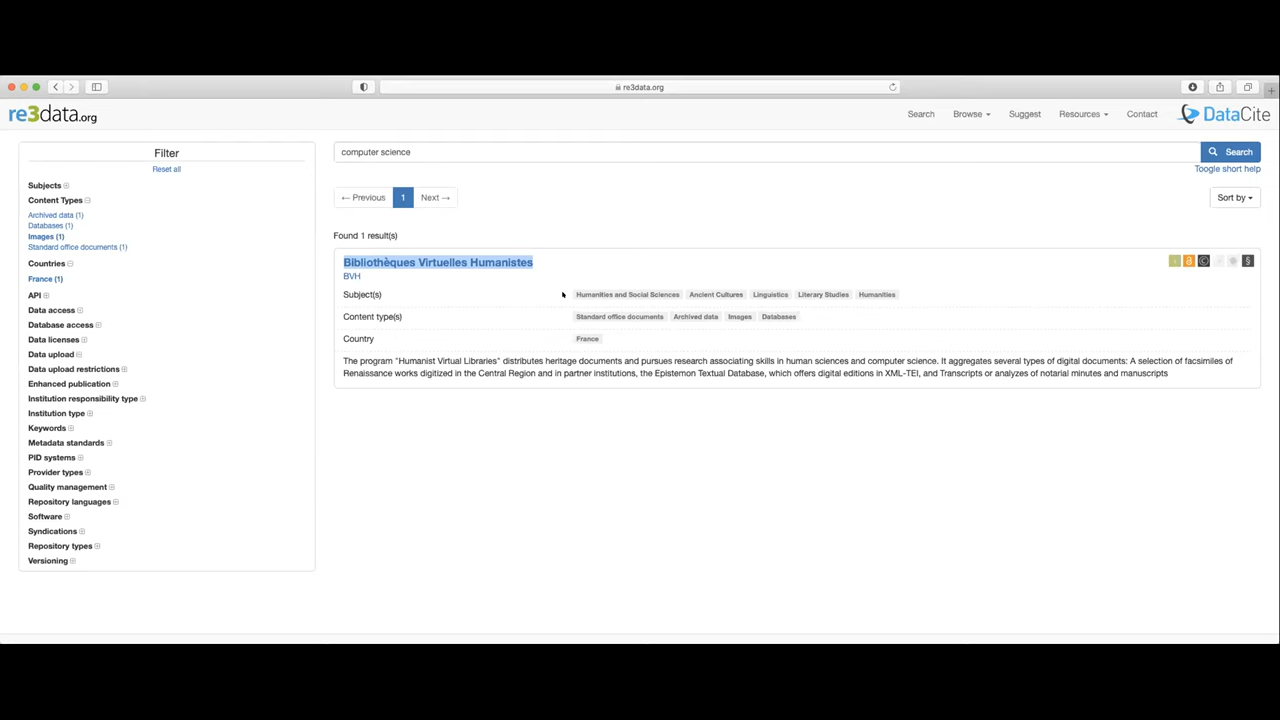 re3data.org
re3data.org
Search Browse Suggest Resources Contact DataCite
Filter
Reset all
Subjects
Content Types
Archived data (1)
Databases (1)
Images (1)
Standard office documents (1)
Countries
France (1)
API
Data access
Database access
Data licenses
Data upload
Data upload restrictions
Enhanced publication
Institution responsibility type
Institution type
Keywords
Metadata standards
PID systems
Provider types
Quality management
Repository languages
Software
Syndications
Repository types
Versioning
computer science Search
Toogle short help
← Previous 1 Next → Sort by
Found 1 result(s)
Bibliothèques Virtuelles Humanistes
BVH
Subject(s) Humanities and Social Sciences Ancient Cultures Linguistics Literary Studies Humanities
Content type(s) Standard office documents Archived data Images Databases
Country France
The program "Humanist Virtual Libraries" distributes heritage documents and pursues research associating skills in human sciences and computer science. It aggregates several types of digital documents: A selection of facsimiles of
Renaissance works digitized in the Central Region and in partner institutions, the Epistemon Textual Database, which offers digital editions in XML-TEI, and Transcripts or analyzes of notarial minutes and manuscripts